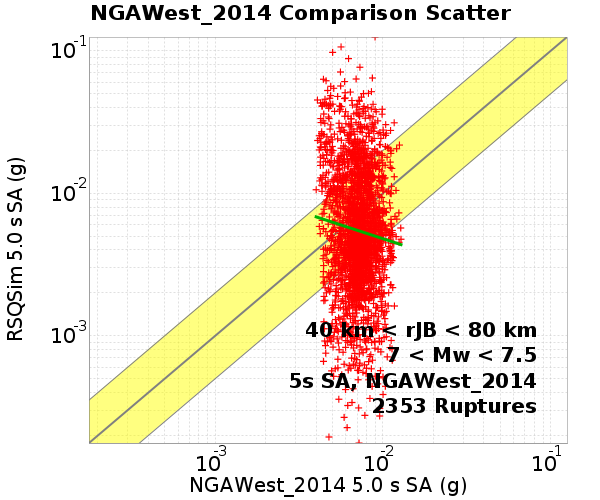 NGAWest_2014 Comparison Scatter
RSQSim 5.0 s SA (g)
10-1
10-2
10-3
40 km < rJB < 80 km
7 < Mw < 7.5
5s SA, NGAWest_2014
2353 Ruptures
10-3 10-2 10-1
NGAWest_2014 5.0 s SA (g)